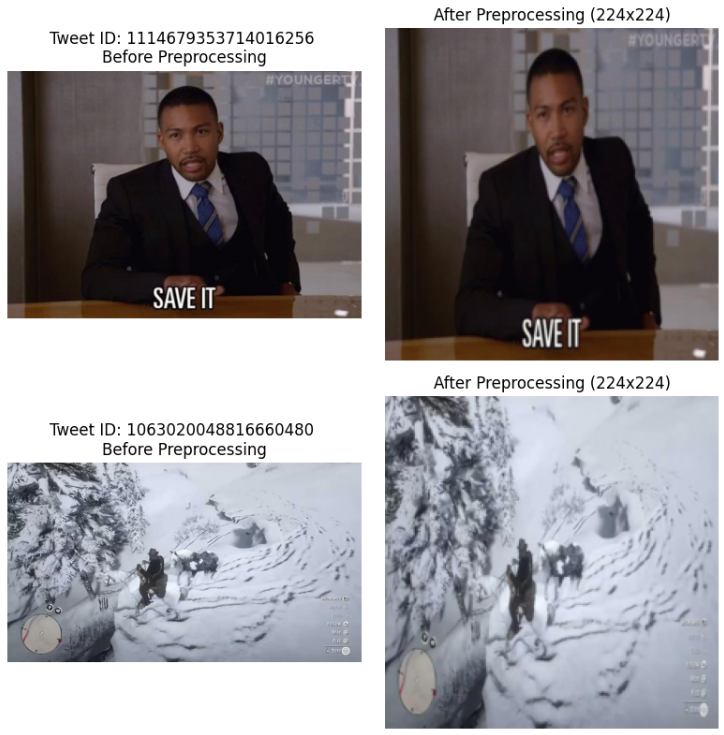 Tweet ID: 1114679353714016256
Before Preprocessing
#YOUNGERTV
SAVE IT
After Preprocessing (224x224)
#YOUNGERTV
SAVE IT
Tweet ID: 1063020048816660480
Before Preprocessing
After Preprocessing (224x224)